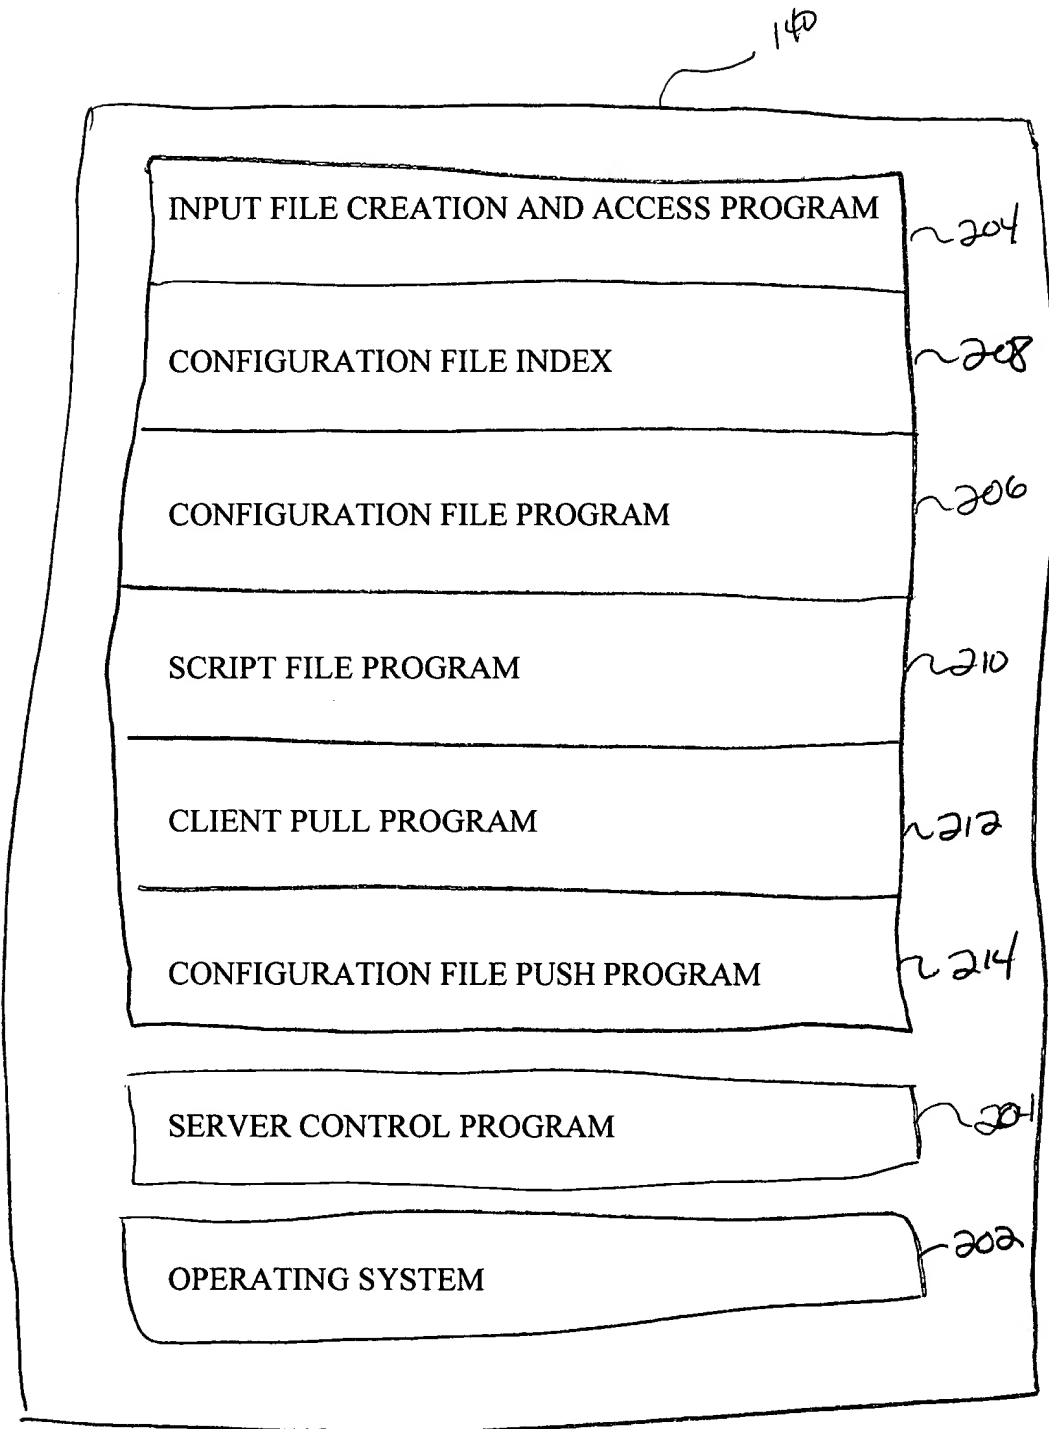 140
INPUT FILE CREATION AND ACCESS PROGRAM
204
CONFIGURATION FILE INDEX
208
CONFIGURATION FILE PROGRAM
206
SCRIPT FILE PROGRAM
210
CLIENT PULL PROGRAM
212
CONFIGURATION FILE PUSH PROGRAM
214
SERVER CONTROL PROGRAM
201
OPERATING SYSTEM
202